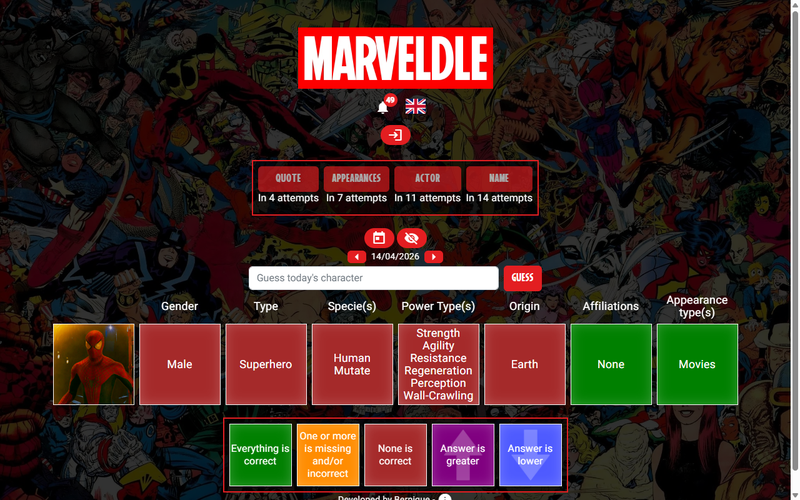 MARVELDLE
49
QUOTE APPEARANCES ACTOR NAME
In 4 attempts In 7 attempts In 11 attempts In 14 attempts
14/04/2026
Guess today's character GUESS
Gender Type Specie(s) Power Type(s) Origin Affiliations Appearance type(s)
Male
Superhero
Human
Mutate
Strength
Agility
Resistance
Regeneration
Perception
Wall-Crawling
Earth
None
Movies
Everything is
correct
One or more
is missing
and/or
incorrect
None is
correct
Answer is
greater
Answer is
lower
Developed by Bernique -